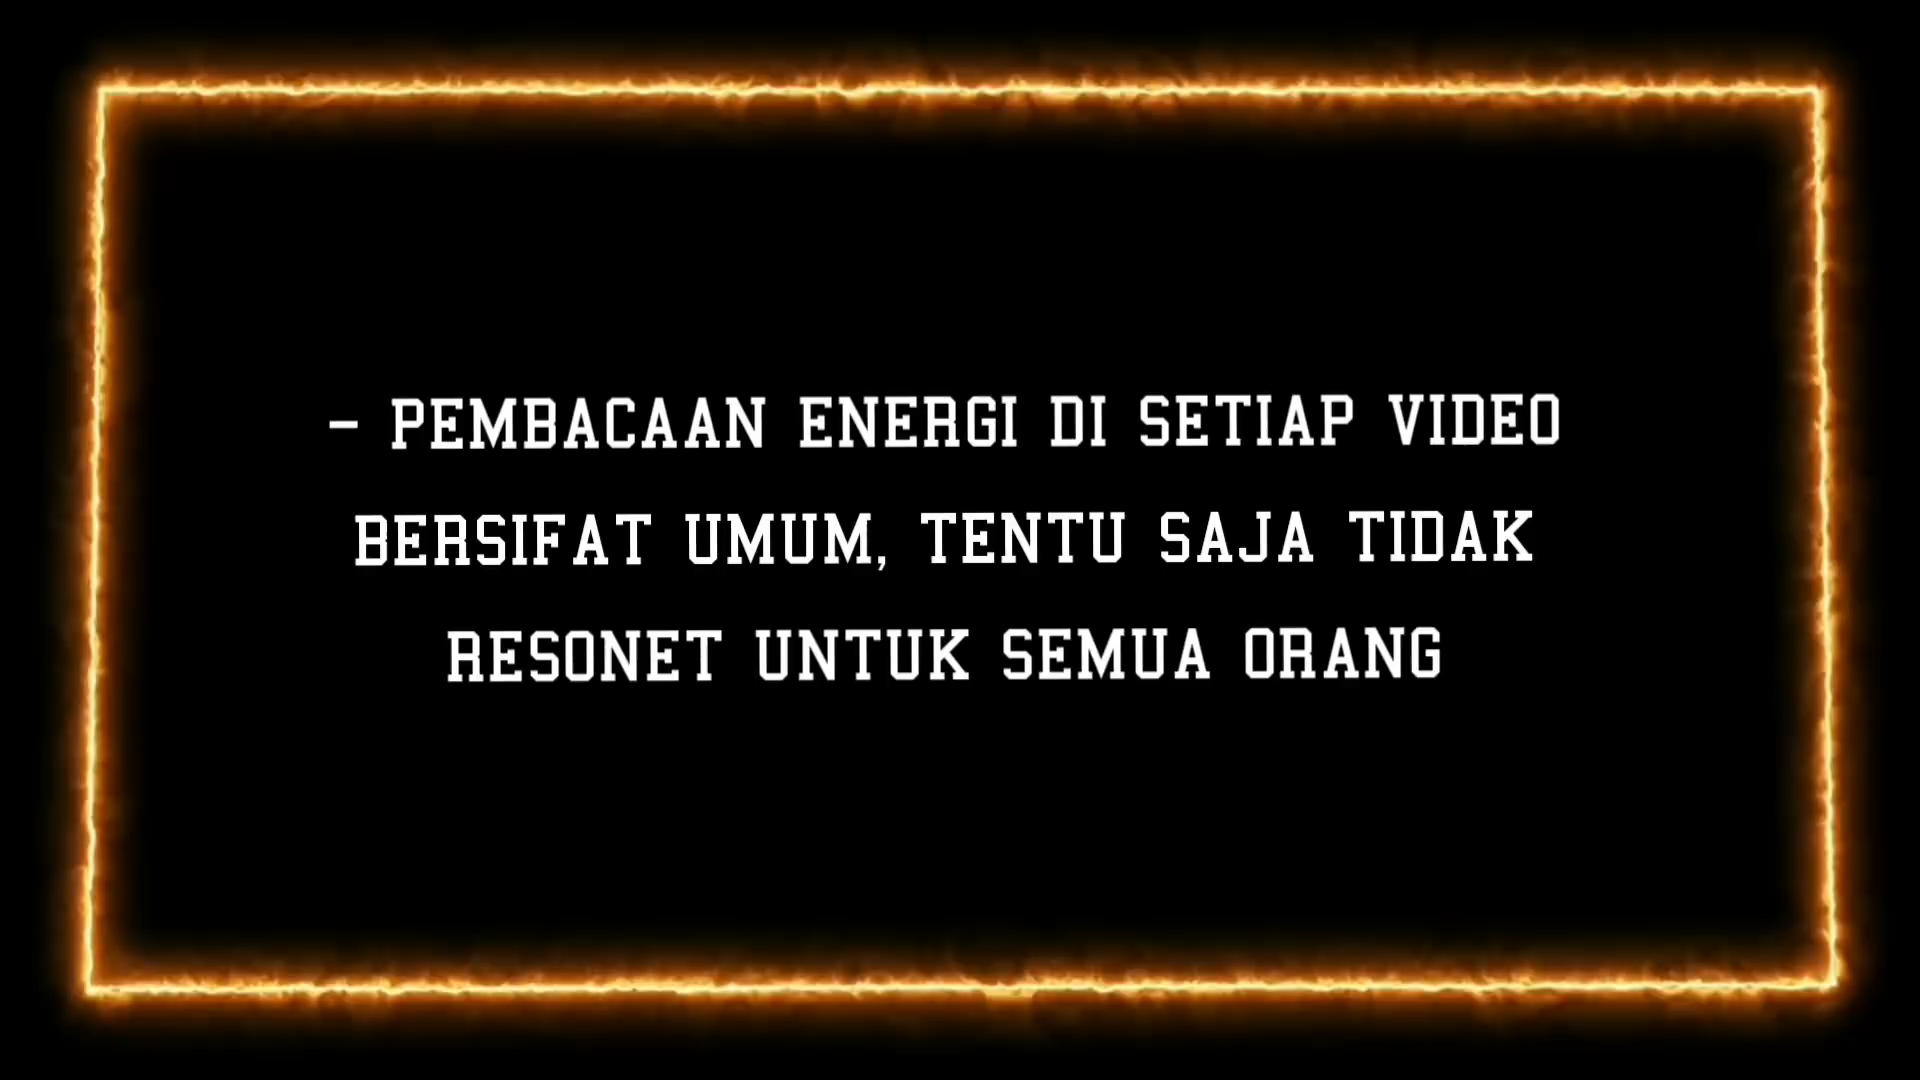 - PEMBACAAN ENERGI DI SETIAP VIDEO
BERSIFAT UMUM, TENTU SAJA TIDAK
RESONET UNTUK SEMUA ORANG